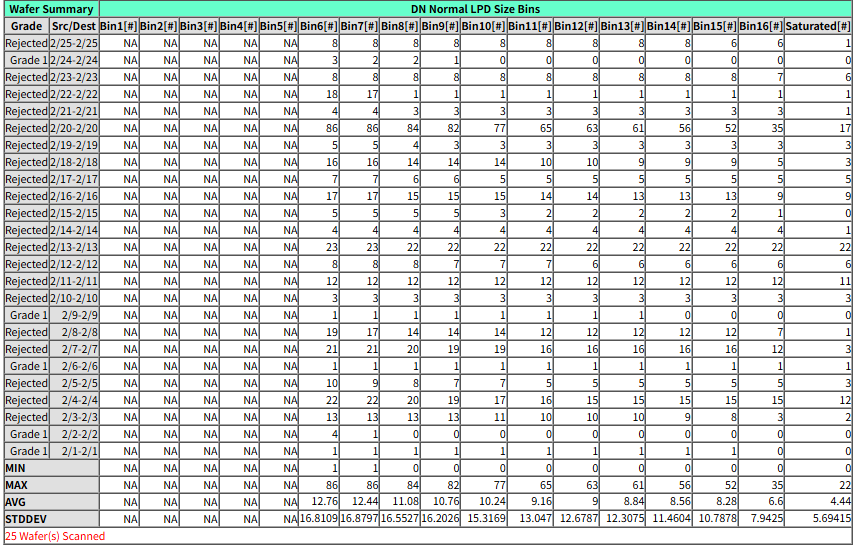 Wafer Summary DN Normal LPD Size Bins
Grade Src/Dest Bin1[#] Bin2[#] Bin3[#] Bin4[#] Bin5[#] Bin6[#] Bin7[#] Bin8[#] Bin9[#] Bin10[#] Bin11[#] Bin12[#] Bin13[#] Bin14[#] Bin15[#] Bin16[#] Saturated[#]
Rejected 2/25-2/25 NA NA NA NA NA 8 8 8 8 8 8 8 8 8 6 6 1
Grade 1 2/24-2/24 NA NA NA NA NA 3 2 2 1 0 0 0 0 0 0 0 0
Rejected 2/23-2/23 NA NA NA NA NA 8 8 8 8 8 8 8 8 8 8 7 6
Rejected 2/22-2/22 NA NA NA NA NA 18 17 1 1 1 1 1 1 1 1 1 1
Rejected 2/21-2/21 NA NA NA NA NA 4 4 3 3 3 3 3 3 3 3 3 1
Rejected 2/20-2/20 NA NA NA NA NA 86 86 84 82 77 65 63 61 56 52 35 17
Rejected 2/19-2/19 NA NA NA NA NA 5 5 4 3 3 3 3 3 3 3 3 3
Rejected 2/18-2/18 NA NA NA NA NA 16 16 14 14 14 10 10 9 9 9 5 3
Rejected 2/17-2/17 NA NA NA NA NA 7 7 6 6 5 5 5 5 5 5 5 5
Rejected 2/16-2/16 NA NA NA NA NA 17 17 15 15 15 14 14 13 13 13 9 9
Rejected 2/15-2/15 NA NA NA NA NA 5 5 5 5 3 2 2 2 2 2 1 0
Rejected 2/14-2/14 NA NA NA NA NA 4 4 4 4 4 4 4 4 4 4 4 1
Rejected 2/13-2/13 NA NA NA NA NA 23 23 22 22 22 22 22 22 22 22 22 22
Rejected 2/12-2/12 NA NA NA NA NA 8 8 8 7 7 7 6 6 6 6 6 6
Rejected 2/11-2/11 NA NA NA NA NA 12 12 12 12 12 12 12 12 12 12 12 11
Rejected 2/10-2/10 NA NA NA NA NA 3 3 3 3 3 3 3 3 3 3 3 3
Grade 1 2/9-2/9 NA NA NA NA NA 1 1 1 1 1 1 1 1 0 0 0 0
Rejected 2/8-2/8 NA NA NA NA NA 19 17 14 14 14 12 12 12 12 12 7 1
Rejected 2/7-2/7 NA NA NA NA NA 21 21 20 19 19 16 16 16 16 16 12 3
Grade 1 2/6-2/6 NA NA NA NA NA 1 1 1 1 1 1 1 1 1 1 1 1
Rejected 2/5-2/5 NA NA NA NA NA 10 9 8 7 7 5 5 5 5 5 5 3
Rejected 2/4-2/4 NA NA NA NA NA 22 22 20 19 17 16 15 15 15 15 15 12
Rejected 2/3-2/3 NA NA NA NA NA 13 13 13 13 11 10 10 10 9 8 3 2
Grade 1 2/2-2/2 NA NA NA NA NA 4 1 0 0 0 0 0 0 0 0 0 0
Grade 1 2/1-2/1 NA NA NA NA NA 1 1 1 1 1 1 1 1 1 1 1 1
MIN NA NA NA NA NA 1 1 0 0 0 0 0 0 0 0 0 0
MAX NA NA NA NA NA 86 86 84 82 77 65 63 61 56 52 35 22
AVG NA NA NA NA NA 12.76 12.44 11.08 10.76 10.24 9.16 9 8.84 8.56 8.28 6.6 4.44
STDDEV NA NA NA NA NA 16.8109 16.8797 16.5527 16.2026 15.3169 13.047 12.6787 12.3075 11.4604 10.7878 7.9425 5.69415
25 Wafer(s) Scanned